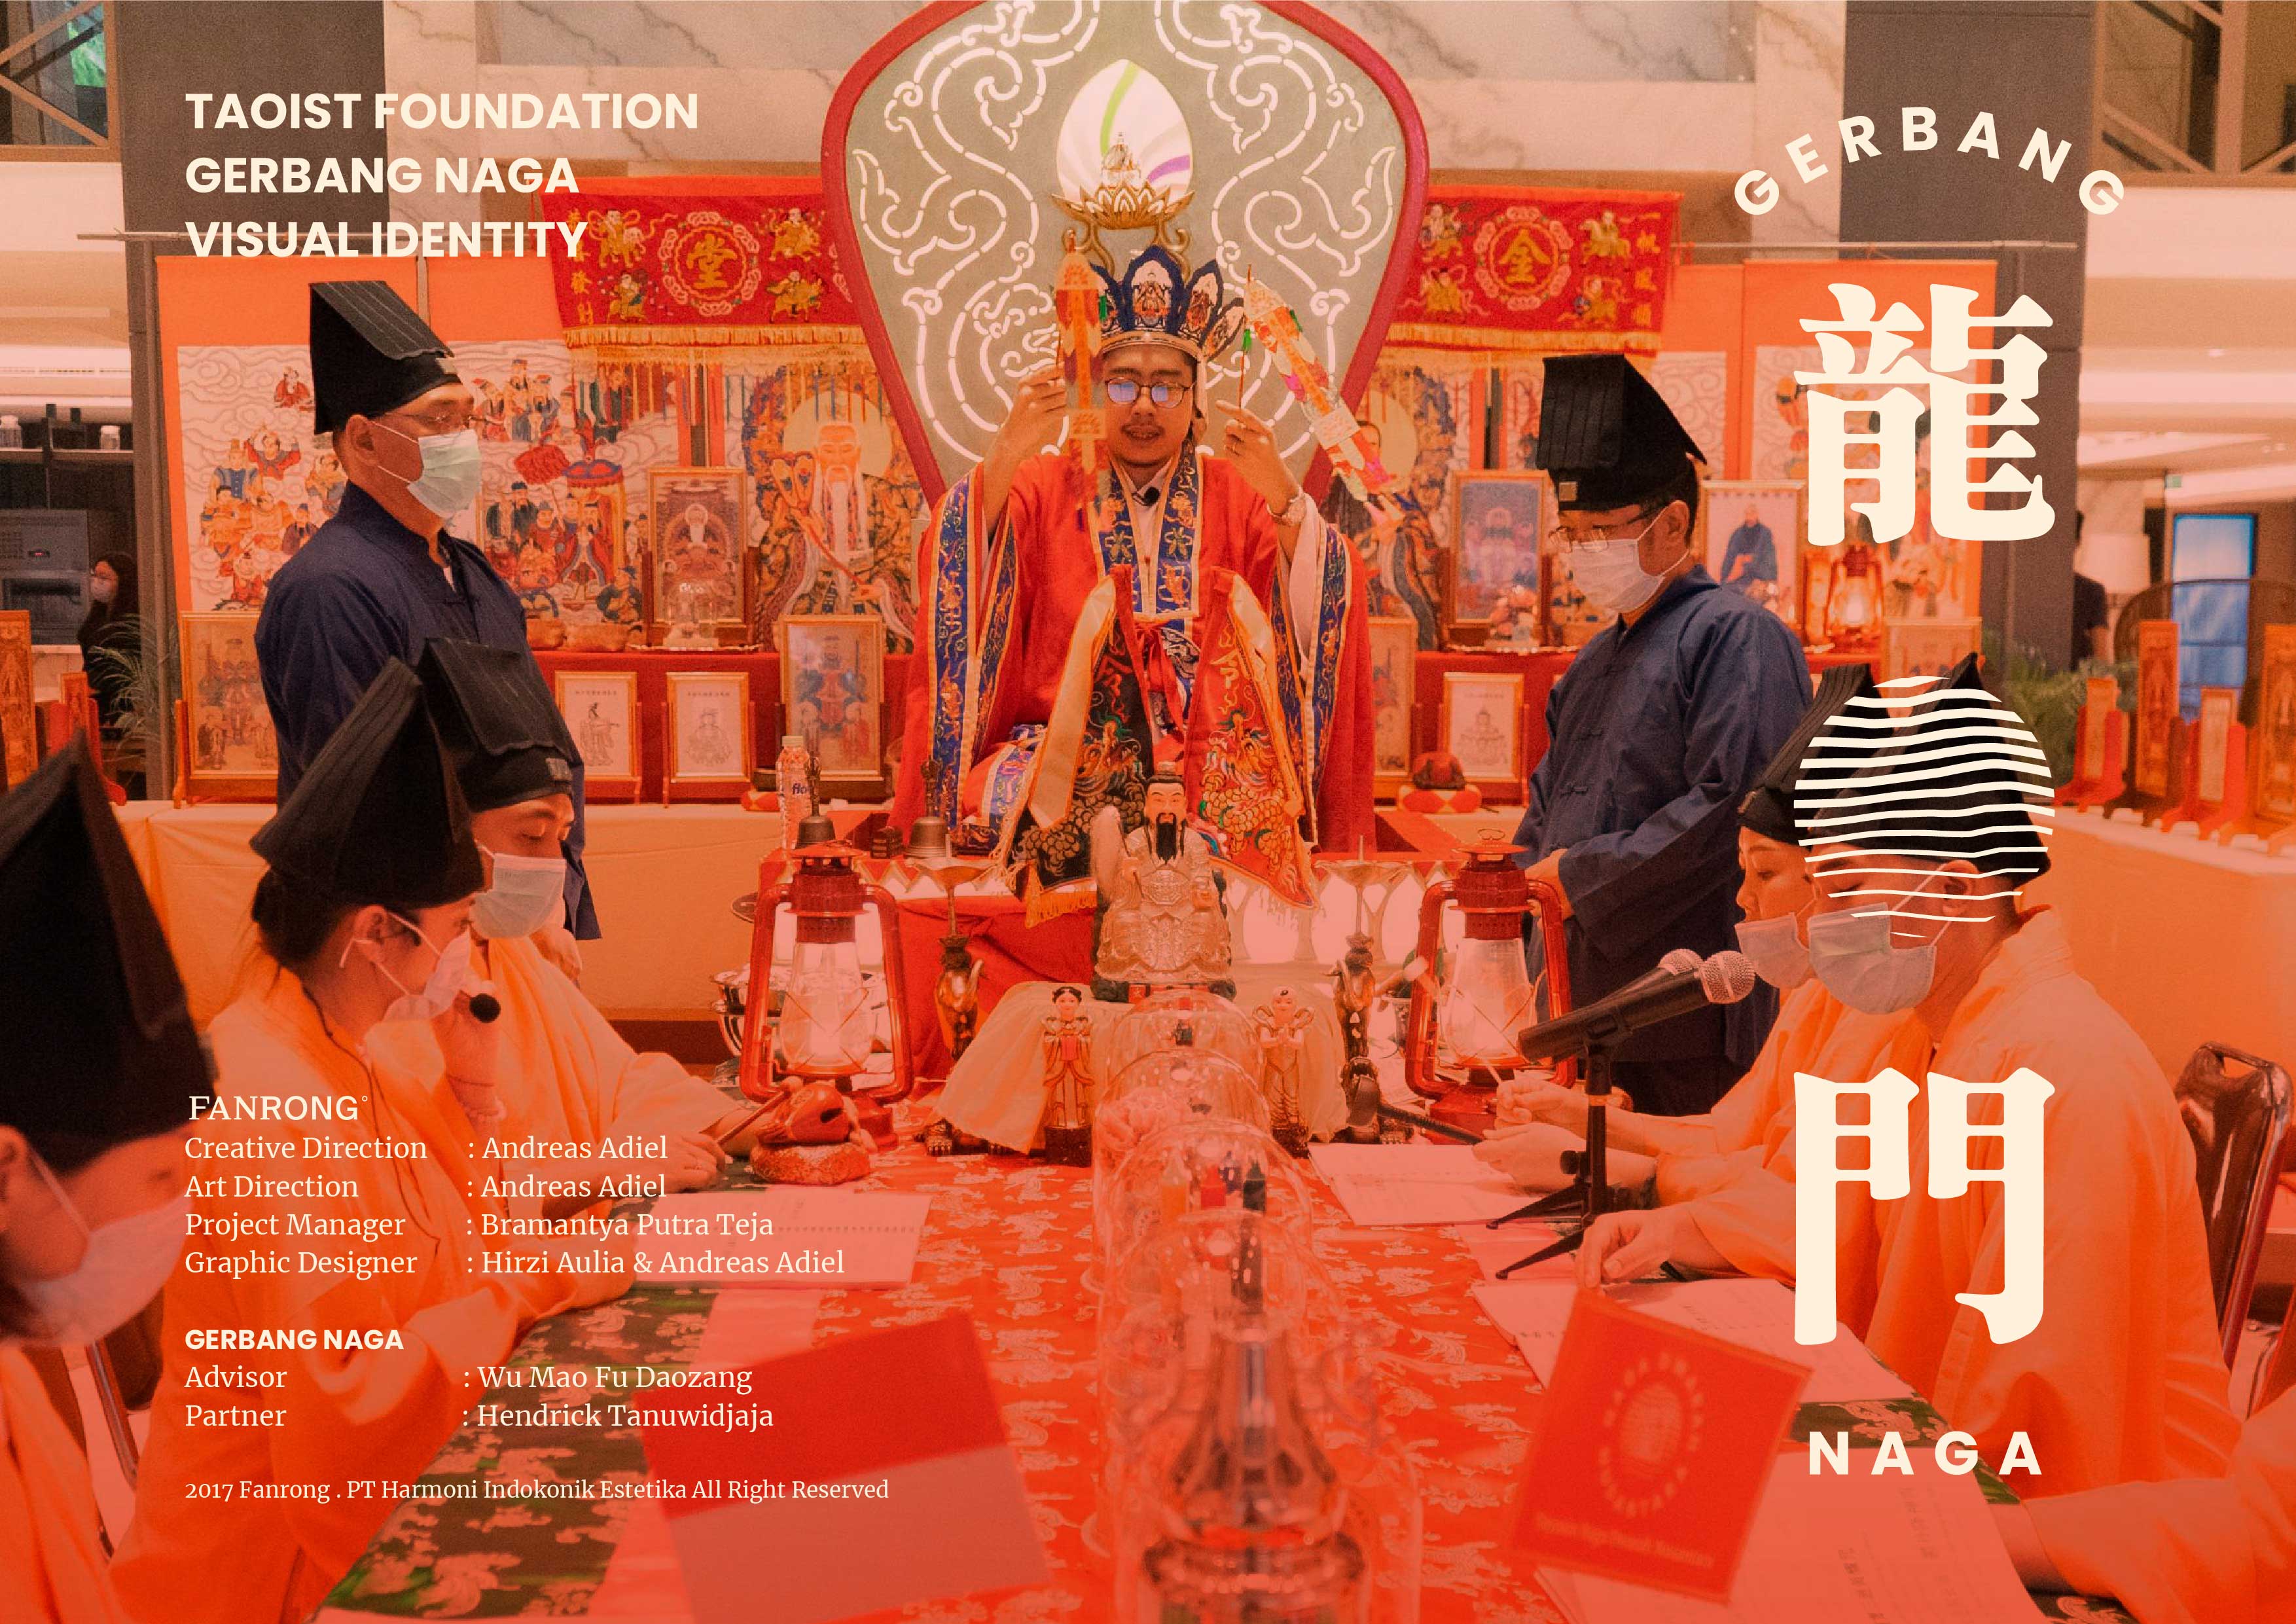 TAOIST FOUNDATION
GERBANG NAGA
VISUAL IDENTITY
GERBANG
龍
門
NAGA
堂
金
FANRONG°
Creative Direction : Andreas Adiel
Art Direction : Andreas Adiel
Project Manager : Bramantya Putra Teja
Graphic Designer : Hirzi Aulia & Andreas Adiel
GERBANG NAGA
Advisor : Wu Mao Fu Daozang
Partner : Hendrick Tanuwidjaja
2017 Fanrong . PT Harmoni Indokonik Estetika All Right Reserved